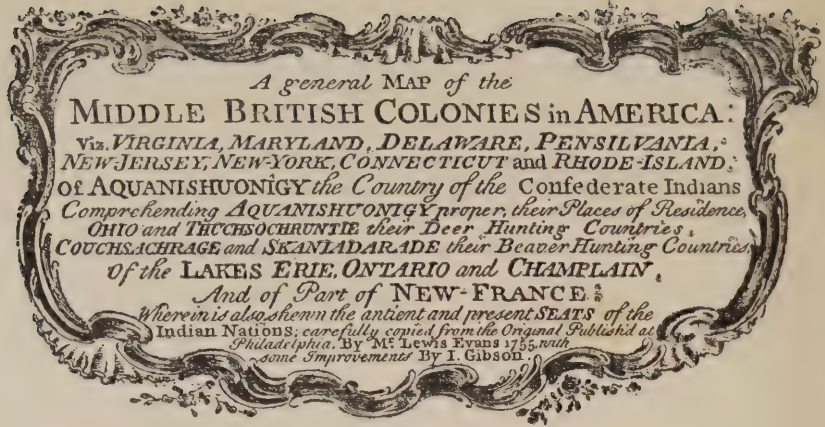 A general MAP of the
MIDDLE BRITISH COLONIES in AMERICA:
Viz. VIRGINIA, MARYLAND, DELAWARE, PENSILVANIA,
NEW-JERSEY, NEW-YORK, CONNECTICUT and RHODE-ISLAND:
Of AQUANISHUONIGY the Country of the Confederate Indians
Comprehending AQUANISHUONIGY proper, their Places of Residence,
OHIO and THUCHSOCHRUNTIE their Deer Hunting Countries,
COUCHSACHRAGE and SKANIADARADE their Beaver Hunting Countries,
Of the LAKES ERIE, ONTARIO and CHAMPLAIN,
And of Part of NEW-FRANCE:
Wherein is also shewn the antient and present SEATS of the
Indian Nations; carefully copied from the Original Publish'd at
Philadelphia. By Mr. Lewis Evans 1755, with
some Improvements By I. Gibson.